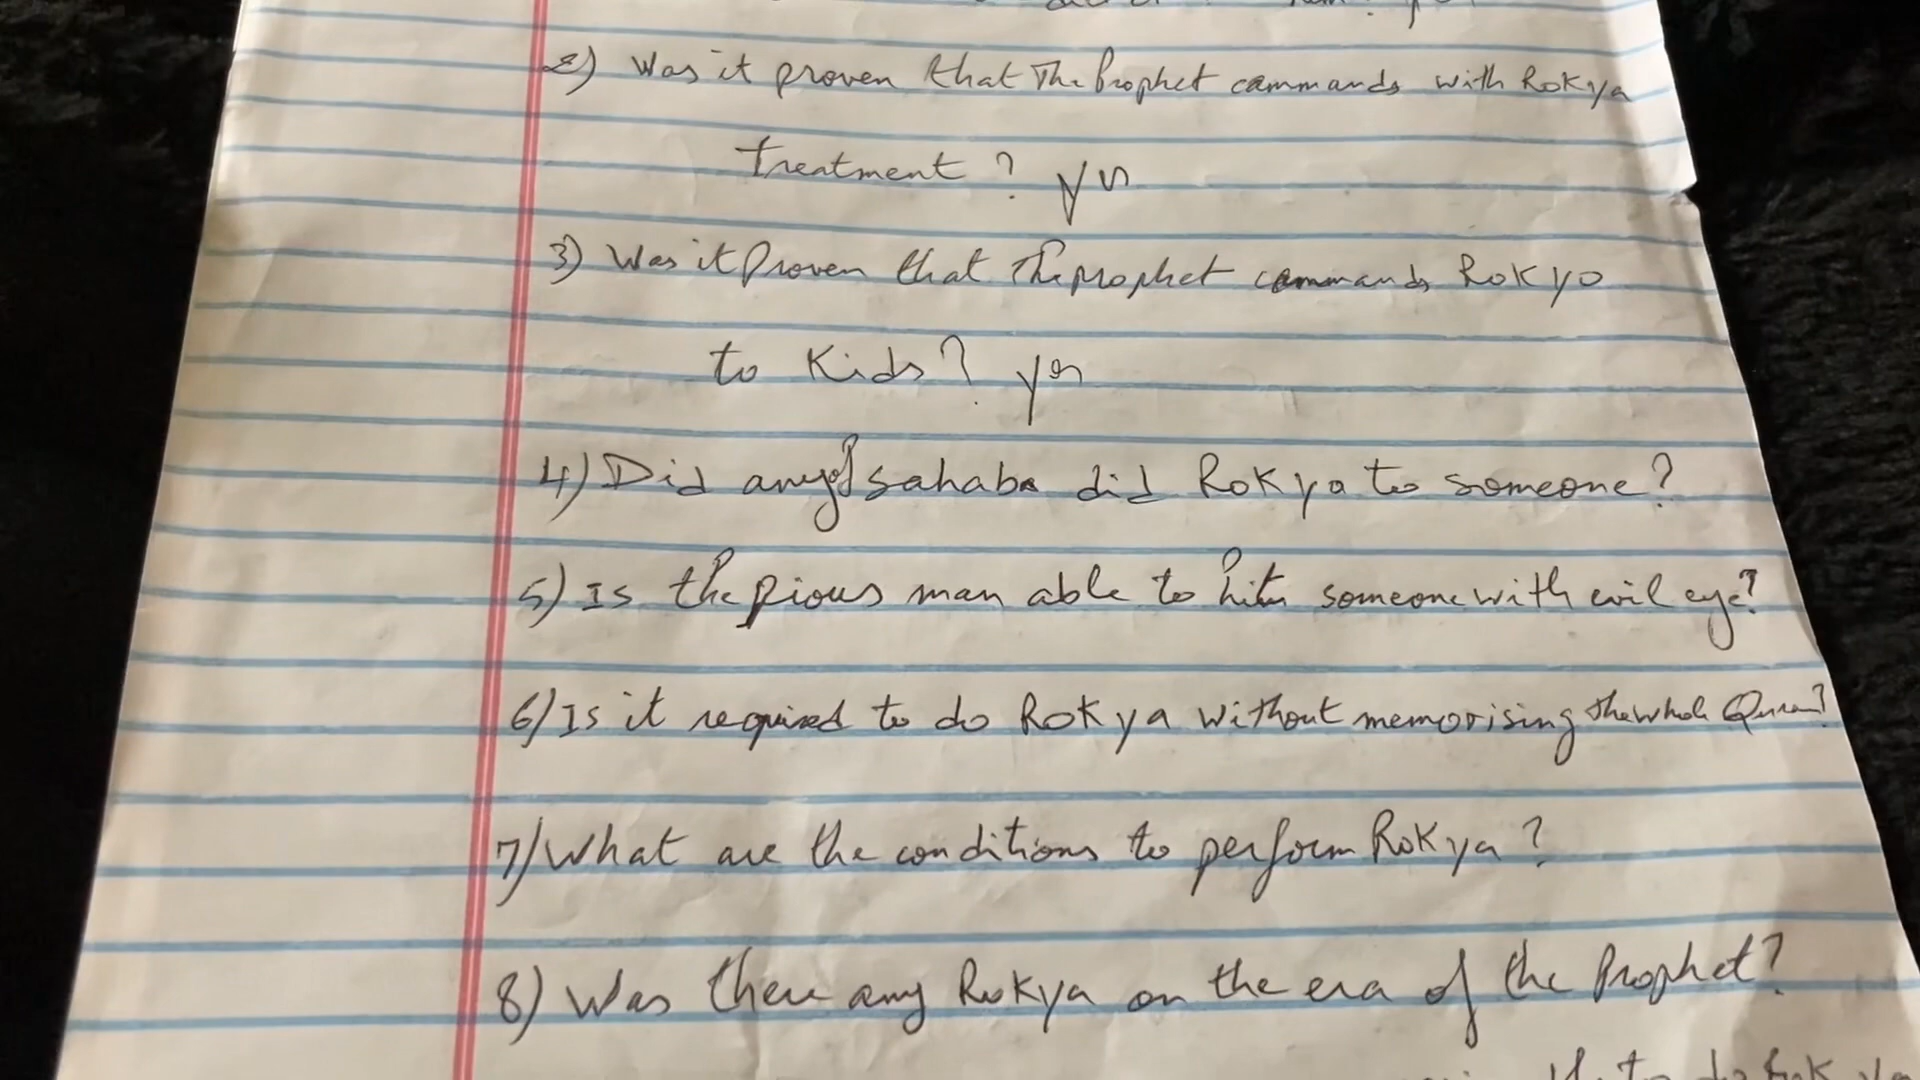 2) Was it proven that The Prophet commands with Rokya
treatment? yes
3) Was it Proven that The prophet commands Rokya
to Kids? yes
4) Did any of sahaba did Rokya to someone?
5) Is the pious man able to someone with evil eye?
6) Is it required to do Rokya without memorising the whole Quran?
7) What are the conditions to perform Rokya?
8) Was there any Rokya on the era of the Prophet?
to do Rokya